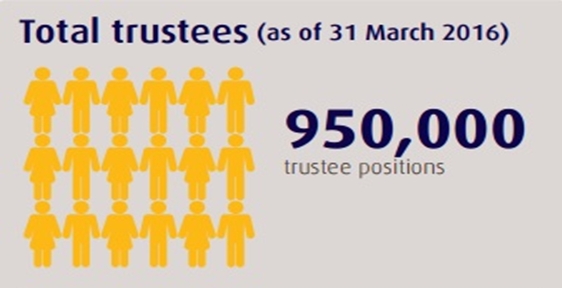 Total trustees (as of 31 March 2016)
950,000
trustee positions